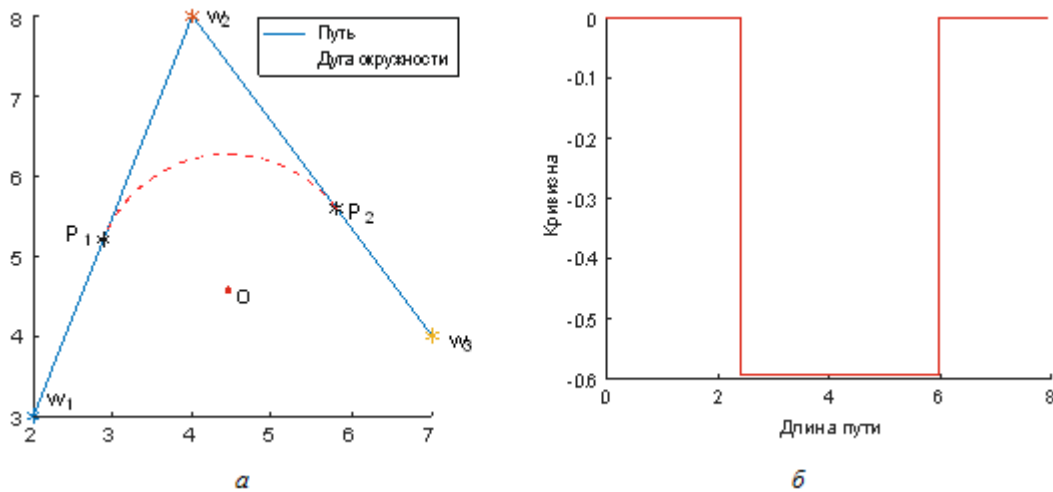 8
7
6
5
4
3
2
3
4
5
6
7
w2
Путь
Дуга окружности
P 1
P 2
O
w3
w1
а
0
-0.1
-0.2
-0.3
-0.4
-0.5
-0.6
Кривизна
0
2
4
6
8
Длина пути
б